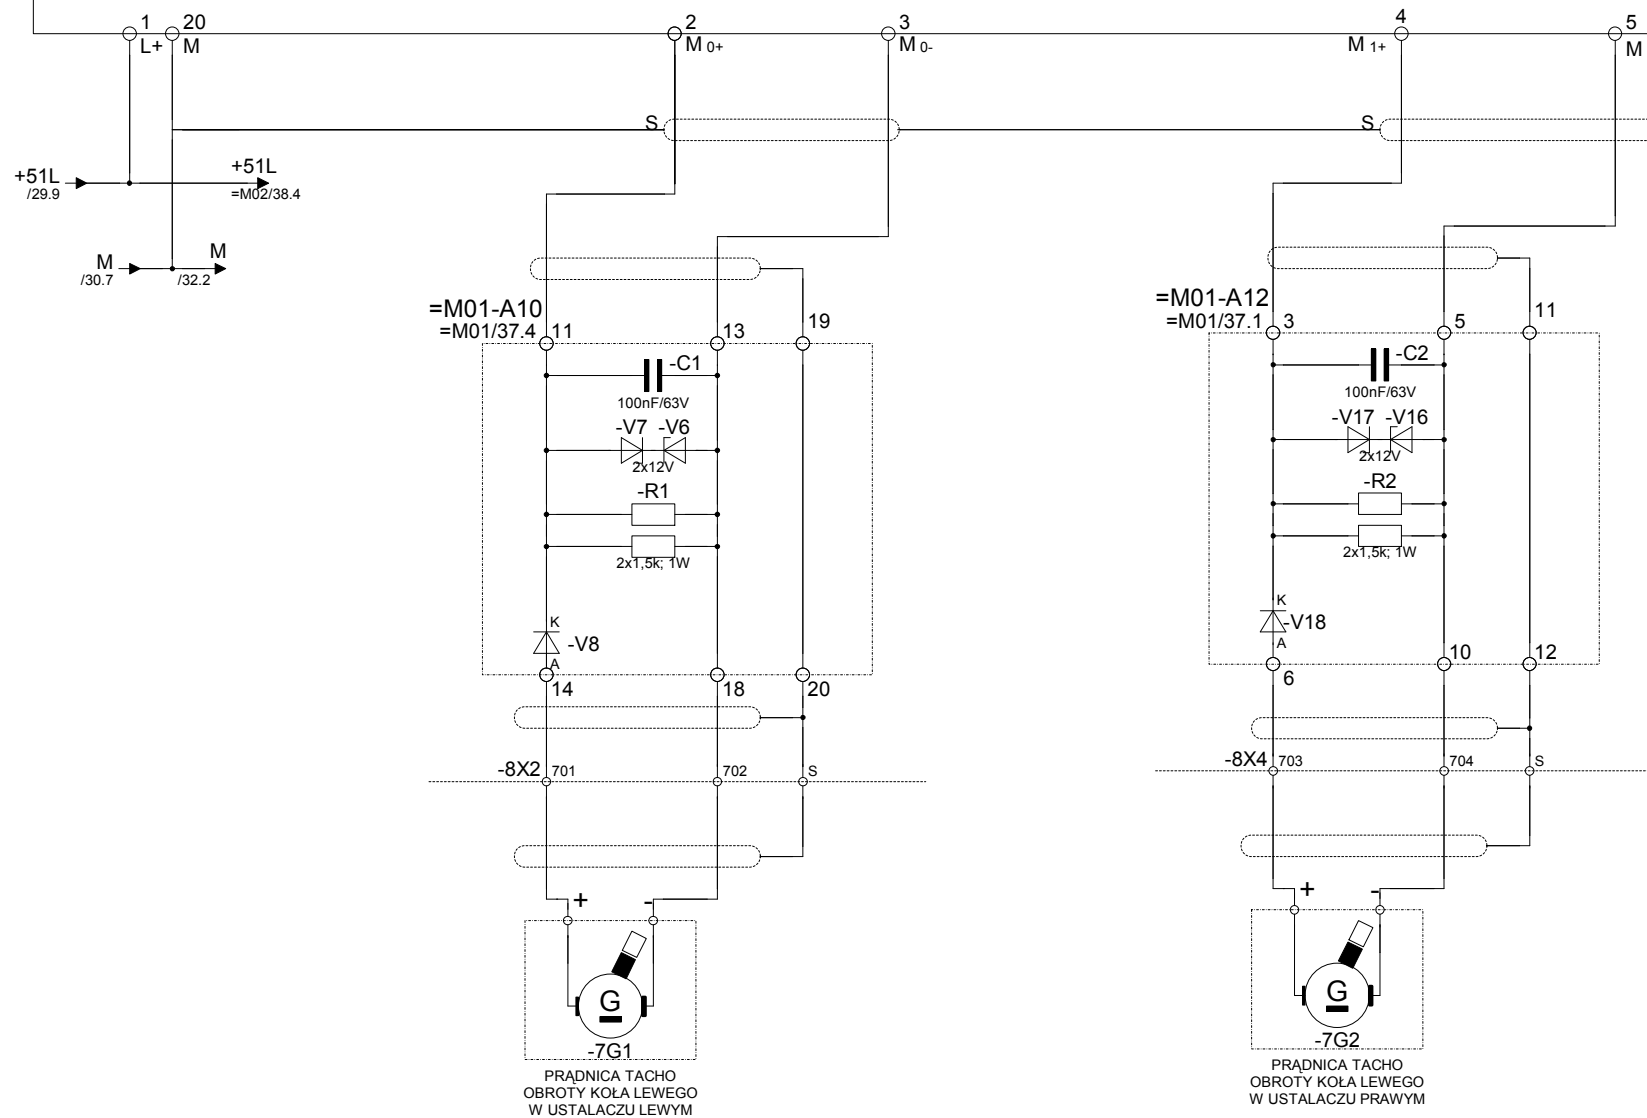 1
L+
20
M
2
M 0+
3
M 0-
4
M 1+
5
M
S
S
+51L
/29.9
+51L
=M02/38.4
M
/30.7
M
/32.2
=M01-A10
=M01/37.4
11
13
19
-C1
100nF/63V
-V7 -V6
2x12V
-R1
2x1,5k; 1W
K
-V8
A
14
18
20
-8X2
701
702
S
+
-
G
-7G1
PRĄDNICA TACHO
OBROTY KOŁA LEWEGO
W USTALACZU LEWYM
=M01-A12
=M01/37.1
3
5
11
-C2
100nF/63V
-V17 -V16
2x12V
-R2
2x1,5k; 1W
K
-V18
A
6
10
12
-8X4
703
704
S
+
-
G
-7G2
PRĄDNICA TACHO
OBROTY KOŁA LEWEGO
W USTALACZU PRAWYM